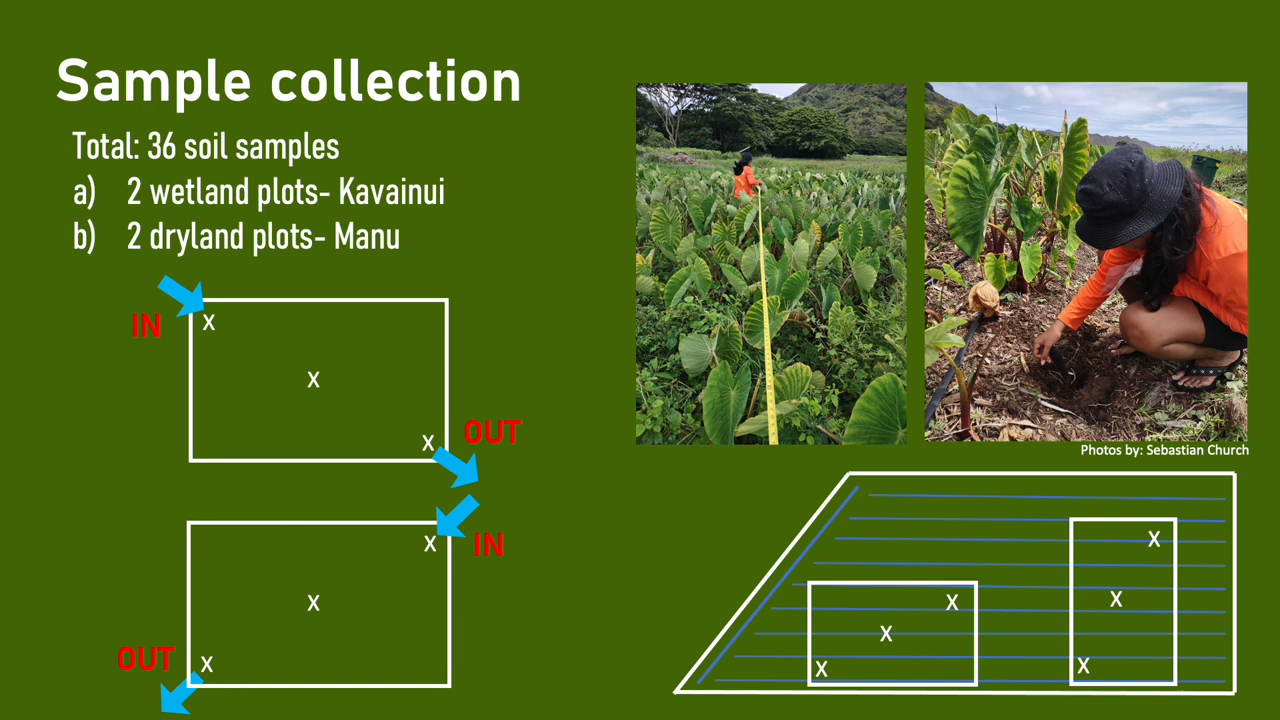 Sample collection
Total: 36 soil samples
a) 2 wetland plots- Kavainui
b) 2 dryland plots- Manu
IN
X
X
X
OUT
IN
X
X
OUT
X
Photos by: Sebastian Church
X
X
X
X
X
X